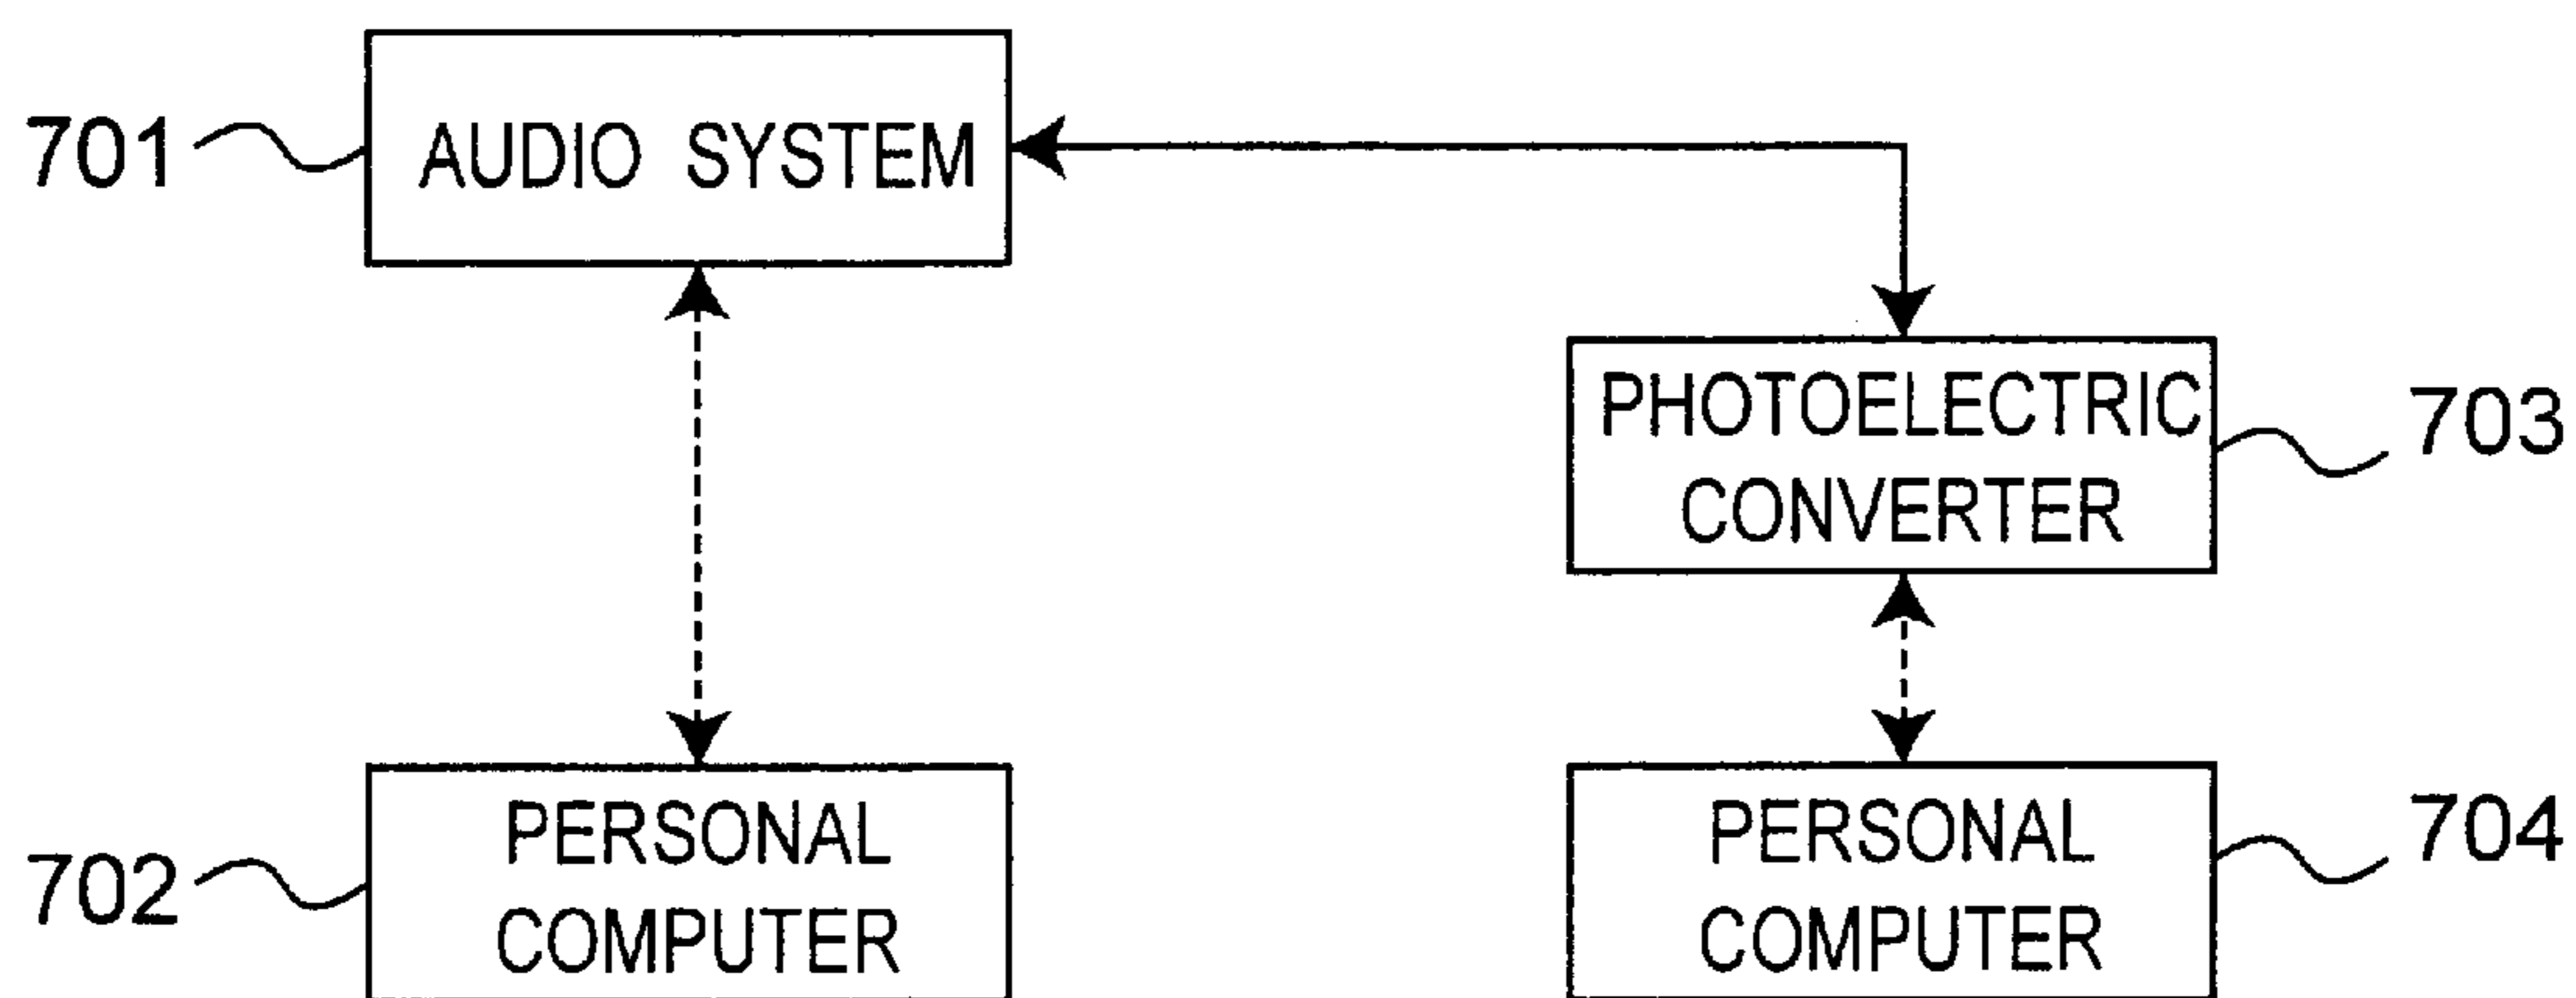 701
AUDIO SYSTEM
PHOTOELECTRIC
CONVERTER
703
702
PERSONAL
COMPUTER
PERSONAL
COMPUTER
704